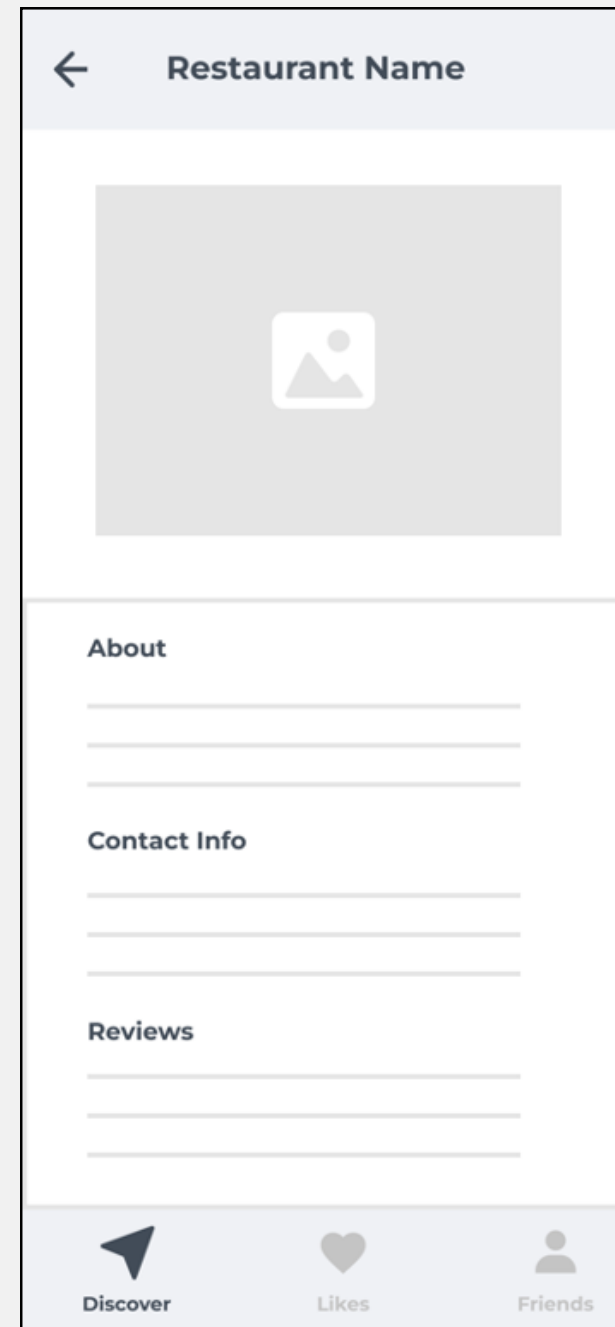 Restaurant Name
About
Contact Info
Reviews
Discover Likes Friends